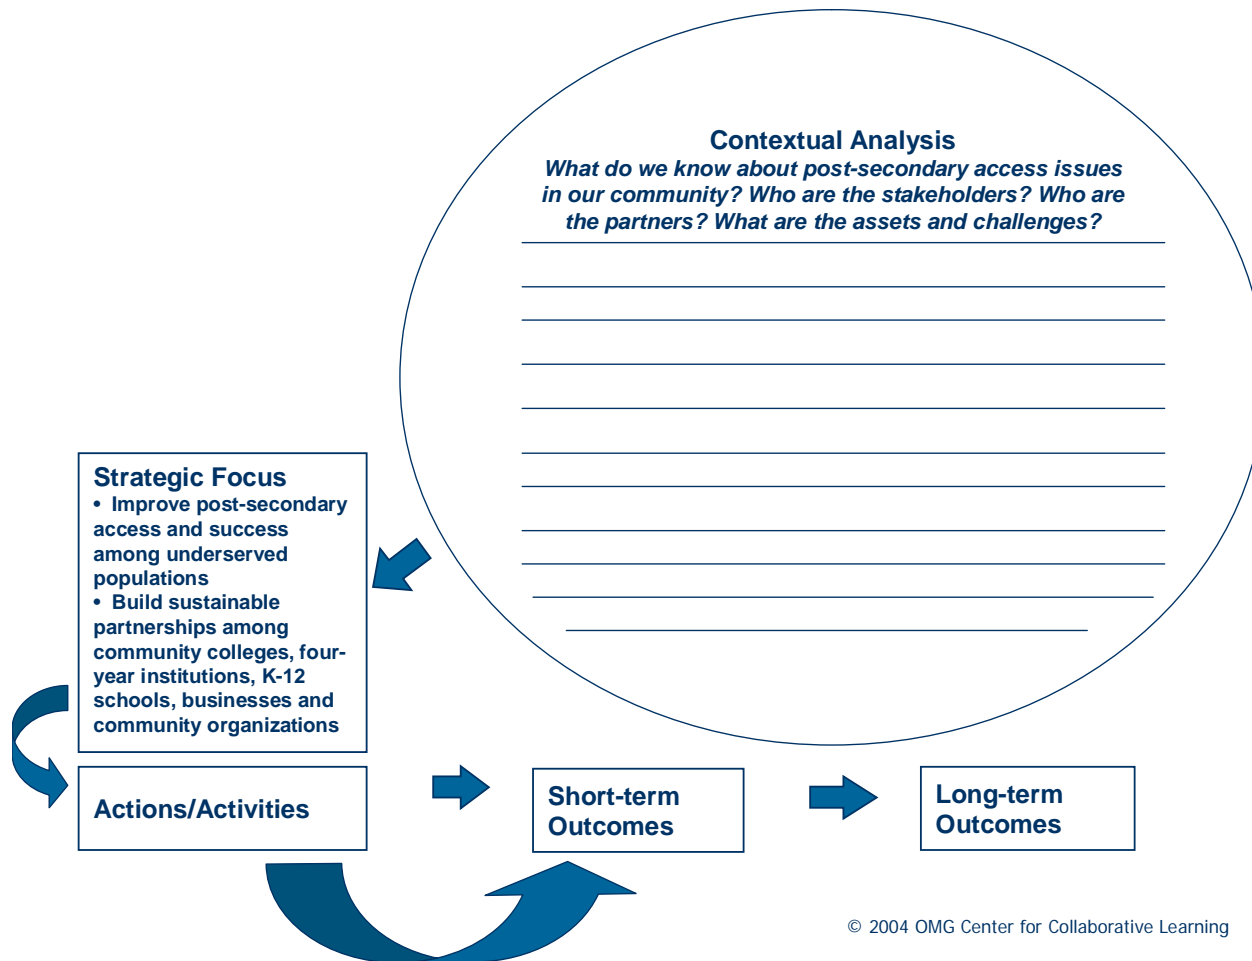 Contextual Analysis
What do we know about post-secondary access issues
in our community? Who are the stakeholders? Who are
the partners? What are the assets and challenges?
Strategic Focus
• Improve post-secondary
access and success
among underserved
populations
• Build sustainable
partnerships among
community colleges, four-
year institutions, K-12
schools, businesses and
community organizations
Actions/Activities
Short-term
Outcomes
Long-term
Outcomes
© 2004 OMG Center for Collaborative Learning